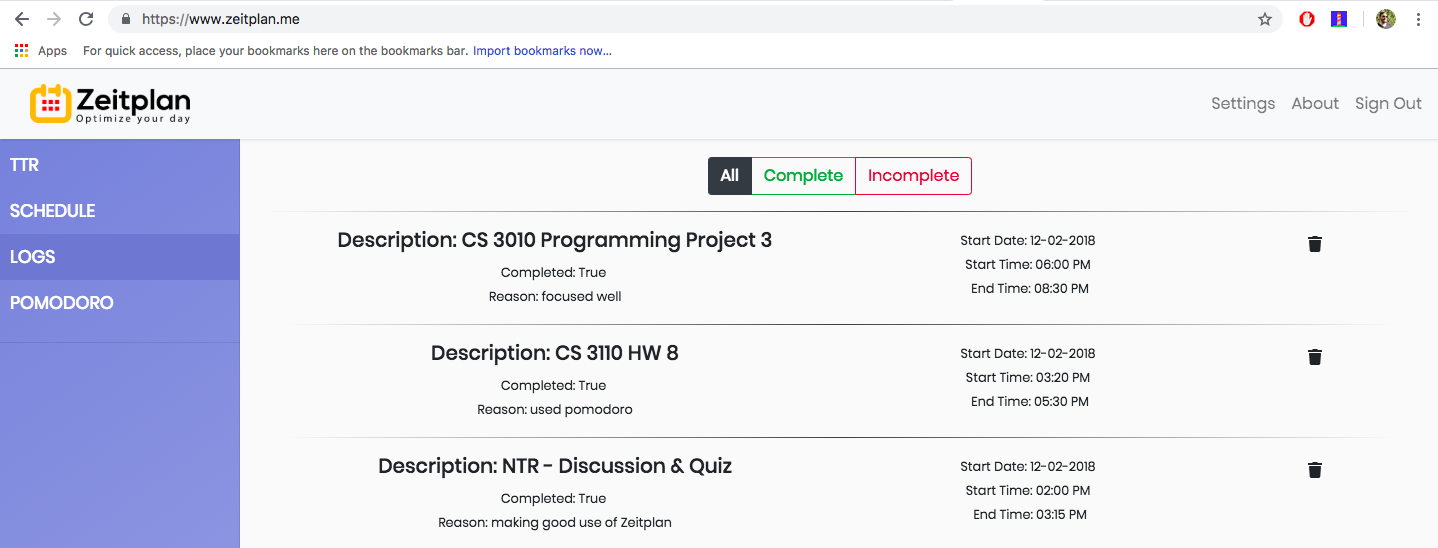 https://www.zeitplan.me
Apps For quick access, place your bookmarks here on the bookmarks bar. Import bookmarks now...
Zeitplan
Optimize your day
Settings About Sign Out
TTR
SCHEDULE
LOGS
POMODORO
All Complete Incomplete
Description: CS 3010 Programming Project 3
Completed: True
Reason: focused well
Start Date: 12-02-2018
Start Time: 06:00 PM
End Time: 08:30 PM
Description: CS 3110 HW 8
Completed: True
Reason: used pomodoro
Start Date: 12-02-2018
Start Time: 03:20 PM
End Time: 05:30 PM
Description: NTR - Discussion & Quiz
Completed: True
Reason: making good use of Zeitplan
Start Date: 12-02-2018
Start Time: 02:00 PM
End Time: 03:15 PM